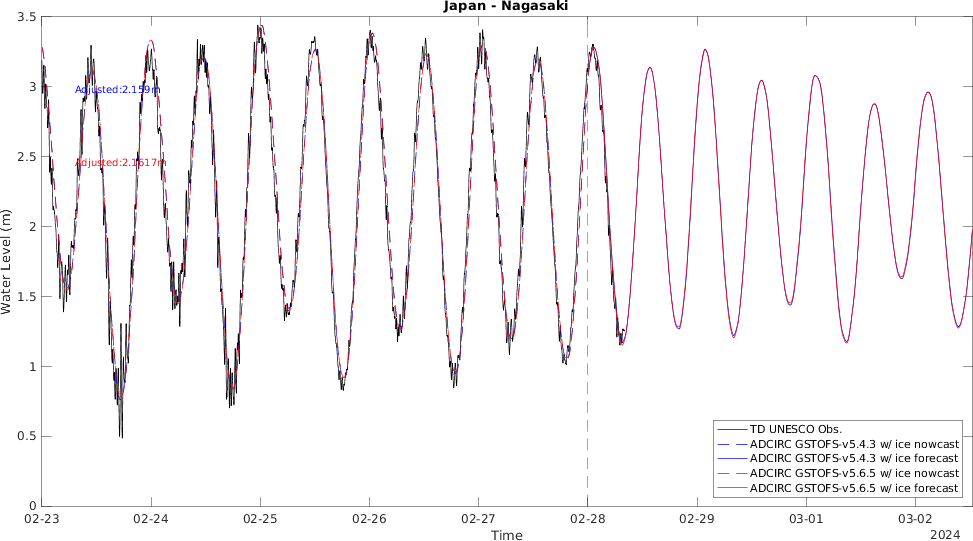 Japan - Nagasaki
Water Level (m)
3.5
3
2.5
2
1.5
1
0.5
0
Adjusted:2.159m
Adjusted:2.1617m
TD UNESCO Obs.
ADCIRC GSTOFS-v5.4.3 w/ ice nowcast
ADCIRC GSTOFS-v5.4.3 w/ ice forecast
ADCIRC GSTOFS-v5.6.5 w/ ice nowcast
ADCIRC GSTOFS-v5.6.5 w/ ice forecast
02-23 02-24 02-25 02-26 02-27 02-28 02-29 03-01 03-02
Time
2024